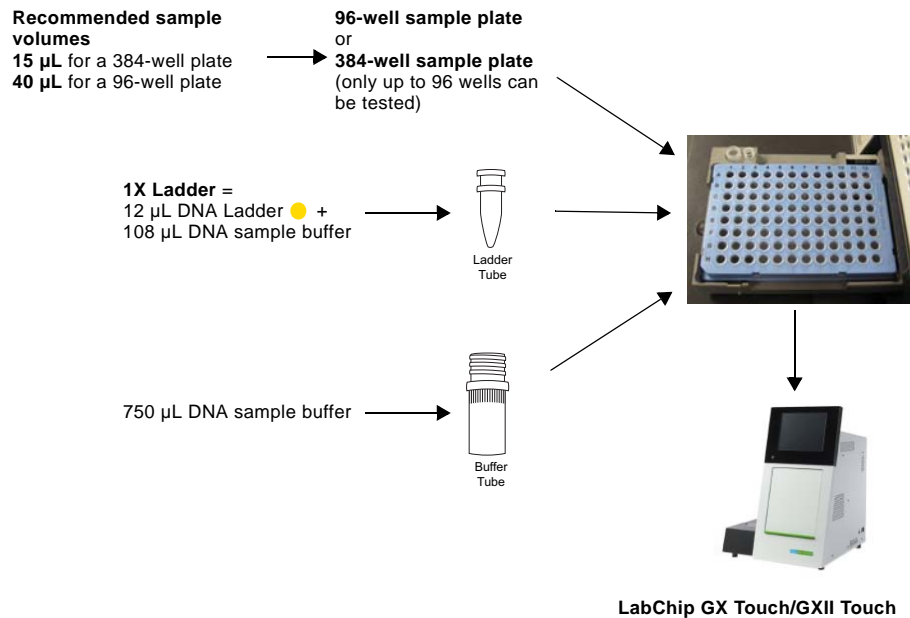 Recommended sample
volumes
15 µL for a 384-well plate
40 µL for a 96-well plate
96-well sample plate
or
384-well sample plate
(only up to 96 wells can
be tested)
1X Ladder =
12 µL DNA Ladder +
108 µL DNA sample buffer
Ladder
Tube
750 µL DNA sample buffer
Buffer
Tube
LabChip GX Touch/GXII Touch